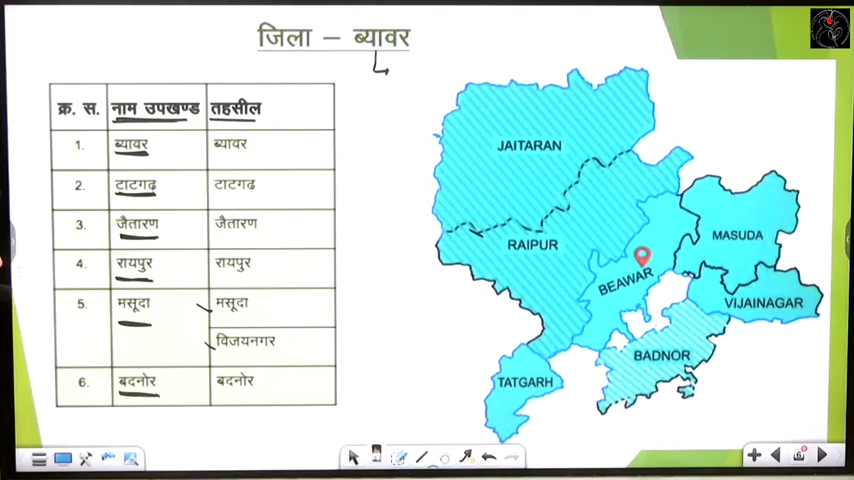 जिला – ब्यावर
क्र. स. नाम उपखण्ड तहसील
1. ब्यावर ब्यावर
2. टाटगढ़ टाटगढ़
3. जैतारण जैतारण
4. रायपुर रायपुर
5. मसूदा मसूदा
विजयनगर
6. बदनोर बदनोर
JAITARAN
RAIPUR
MASUDA
BEAWAR
VIJAINAGAR
BADNOR
TATGARH